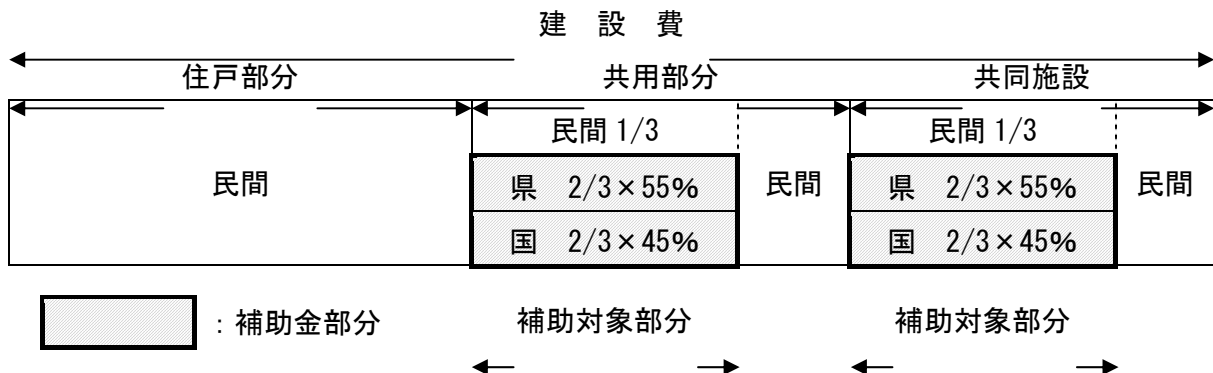 建 設 費
住戸部分 共用部分 共同施設
民間 1/3 民間 1/3
民間 県 2/3×55% 民間 県 2/3×55% 民間
国 2/3×45% 国 2/3×45%
：補助金部分 補助対象部分 補助対象部分